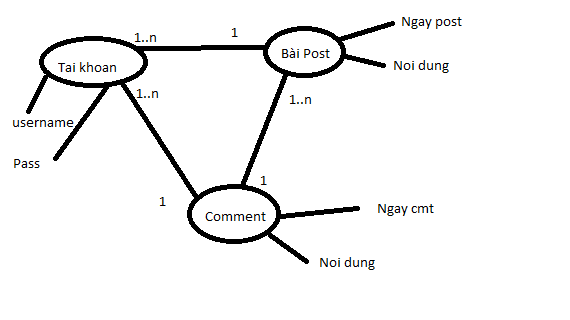 Ngay post
1..n
1
Bài Post
Tai khoan
Noi dung
1..n
1..n
username
Pass
1
1
Comment
Ngay cmt
Noi dung